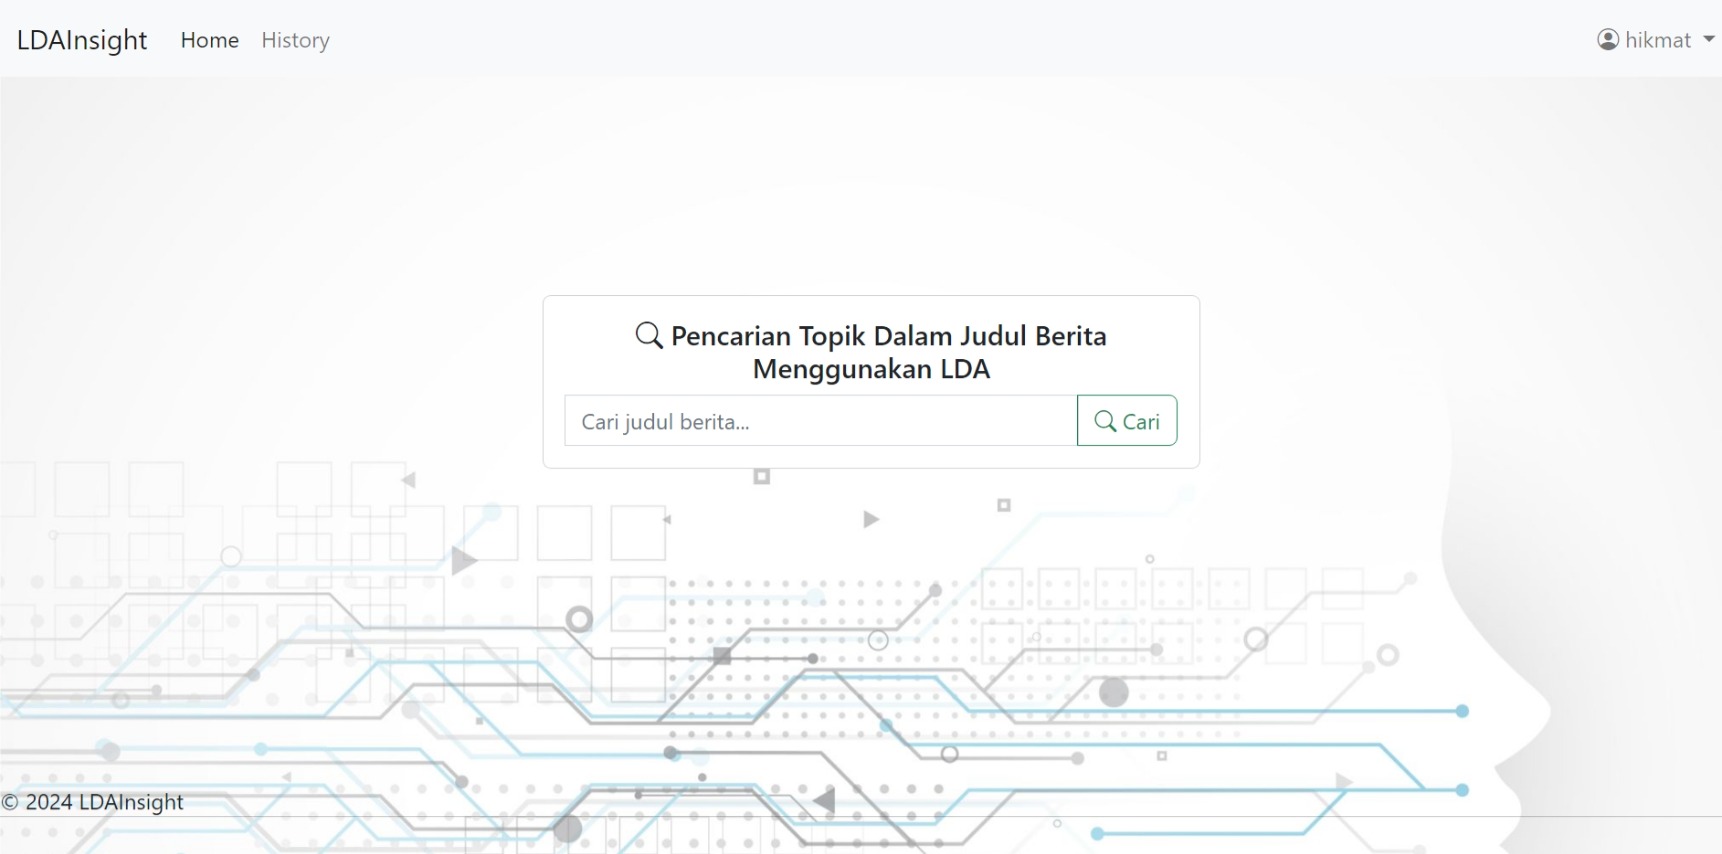 LDAInsight Home History hikmat
Pencarian Topik Dalam Judul Berita
Menggunakan LDA
Cari judul berita... Cari
© 2024 LDAInsight